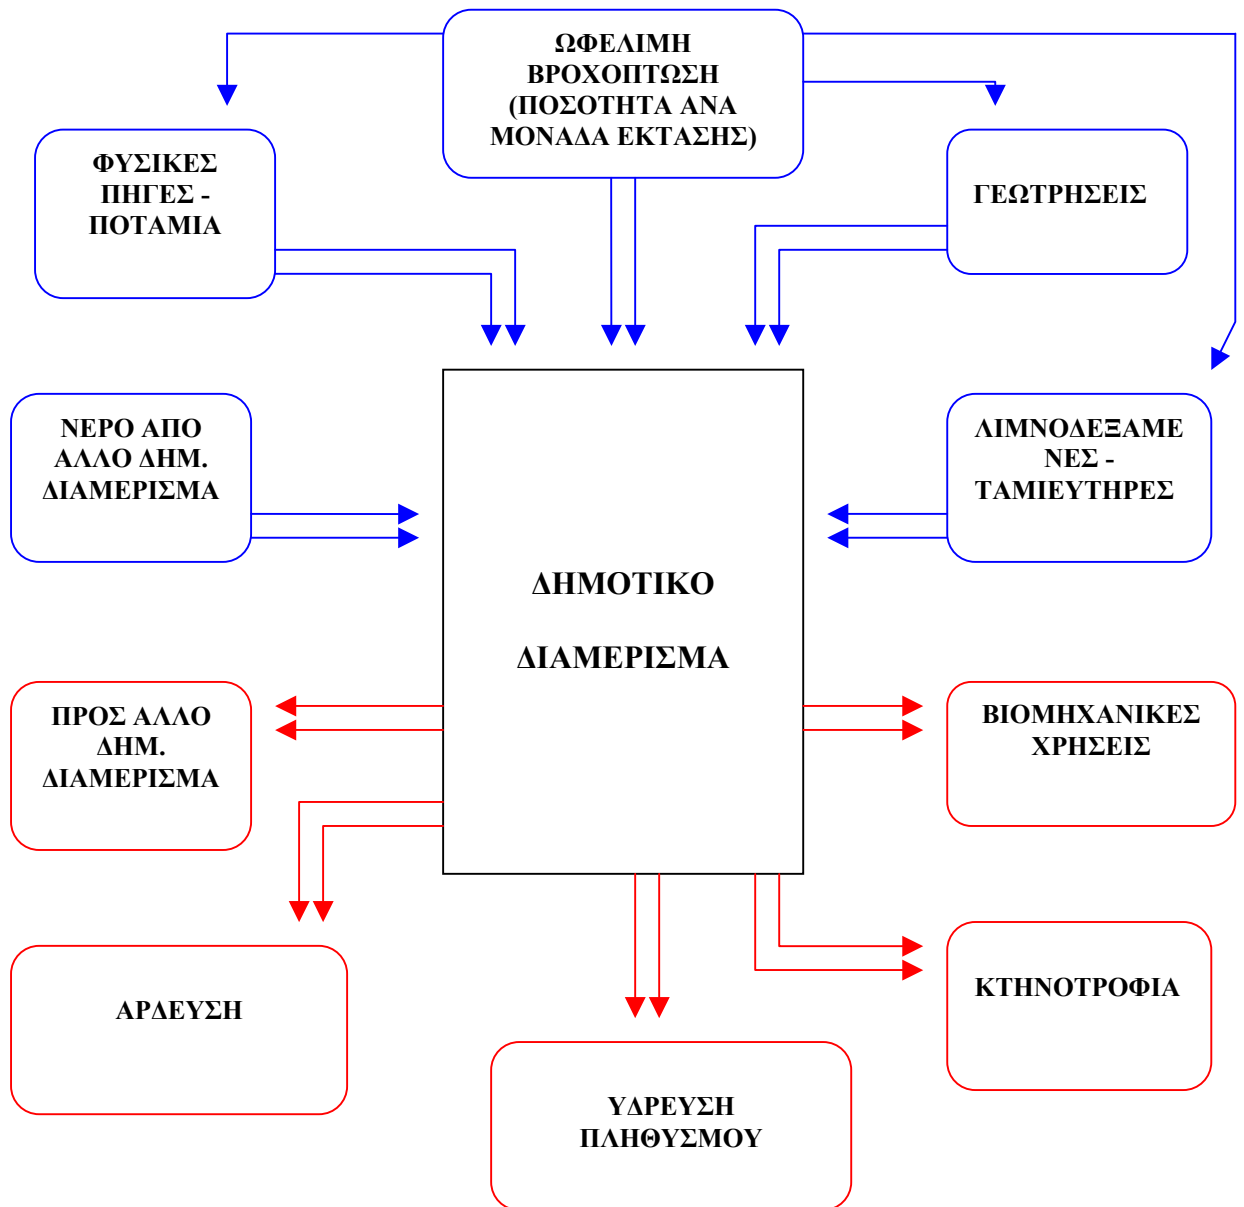 ΩΦΕΛΙΜΗ
ΒΡΟΧΟΠΤΩΣΗ
(ΠΟΣΟΤΗΤΑ ΑΝΑ
ΜΟΝΑΔΑ ΕΚΤΑΣΗΣ)
ΦΥΣΙΚΕΣ
ΠΗΓΕΣ -
ΠΟΤΑΜΙΑ
ΓΕΩΤΡΗΣΕΙΣ
ΝΕΡΟ ΑΠΟ
ΑΛΛΟ ΔΗΜ.
ΔΙΑΜΕΡΙΣΜΑ
ΛΙΜΝΟΔΕΞΑΜΕ
ΝΕΣ -
ΤΑΜΙΕΥΤΗΡΕΣ
ΔΗΜΟΤΙΚΟ
ΔΙΑΜΕΡΙΣΜΑ
ΠΡΟΣ ΑΛΛΟ
ΔΗΜ.
ΔΙΑΜΕΡΙΣΜΑ
ΒΙΟΜΗΧΑΝΙΚΕΣ
ΧΡΗΣΕΙΣ
ΑΡΔΕΥΣΗ
ΚΤΗΝΟΤΡΟΦΙΑ
ΥΔΡΕΥΣΗ
ΠΛΗΘΥΣΜΟΥ